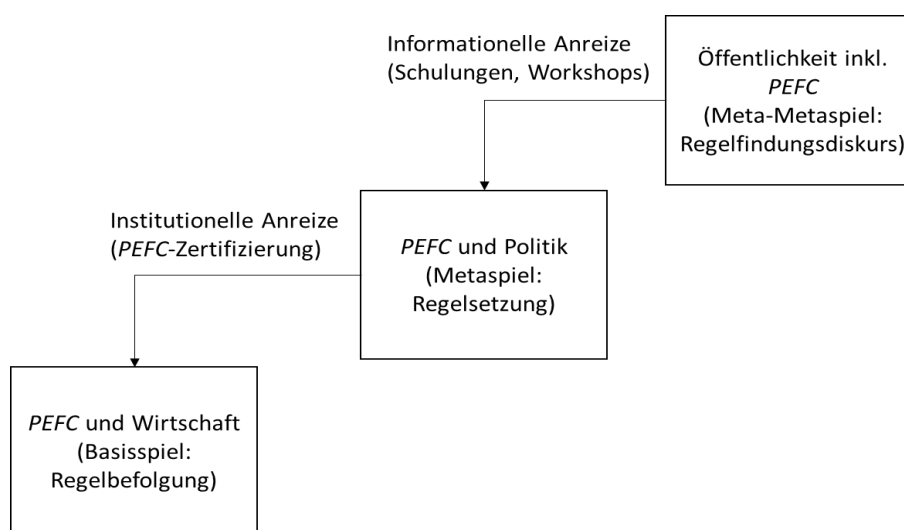 Informationelle Anreize
(Schulungen, Workshops)
Öffentlichkeit inkl.
PEFC
(Meta-Metaspiel:
Regelfindungsdiskurs)
Institutionelle Anreize
(PEFC-Zertifizierung)
PEFC und Politik
(Metaspiel:
Regelsetzung)
PEFC und Wirtschaft
(Basisspiel:
Regelbefolgung)